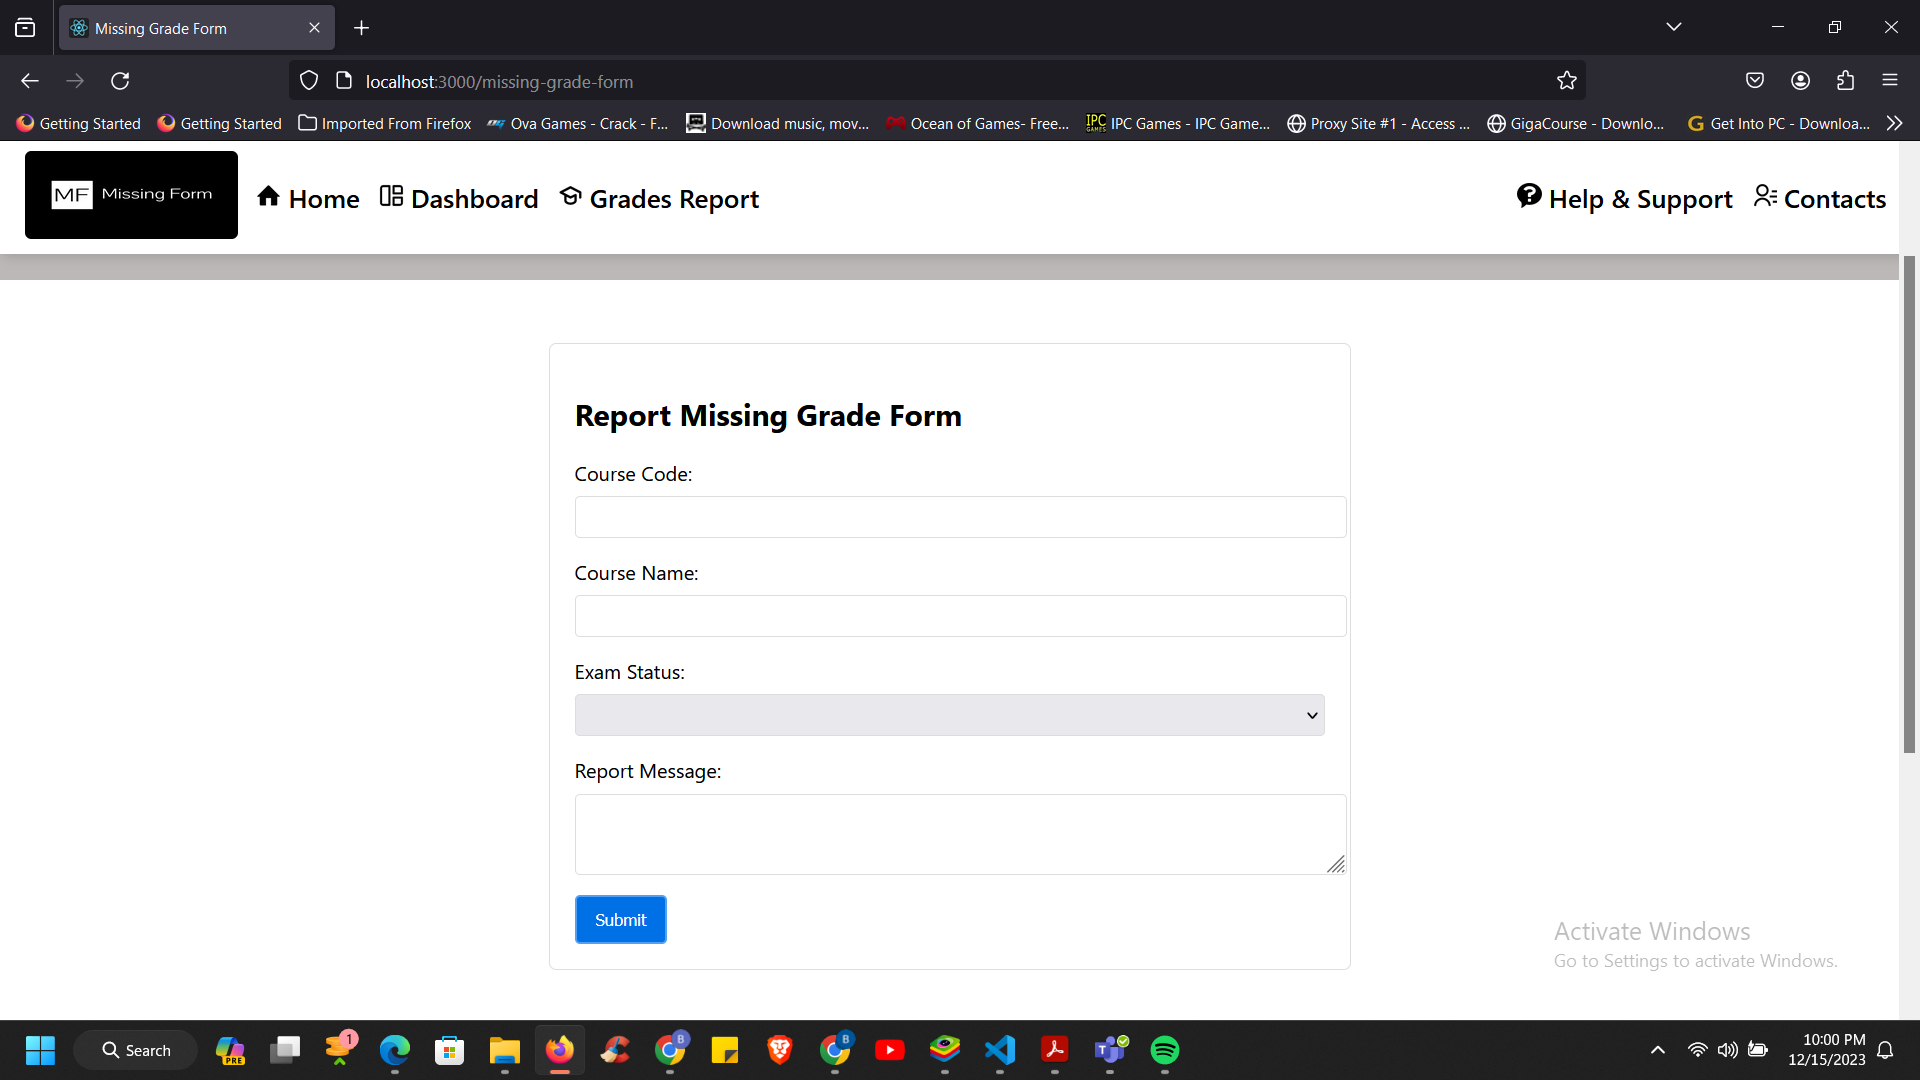 Missing Grade Form
localhost:3000/missing-grade-form
Getting Started
Getting Started
Imported From Firefox
Ova Games - Crack - F...
Download music, mov...
Ocean of Games- Free...
IPC GAMES
IPC Games - IPC Game...
Proxy Site #1 - Access ...
GigaCourse - Downlo...
G
Get Into PC - Downloa...
MF Missing Form
Home
Dashboard
Grades Report
Help & Support
Contacts
Report Missing Grade Form
Course Code:
Course Name:
Exam Status:
Report Message:
Submit
Activate Windows
Go to Settings to activate Windows.
Search
PRE
1
B
B
T
10:00 PM
12/15/2023